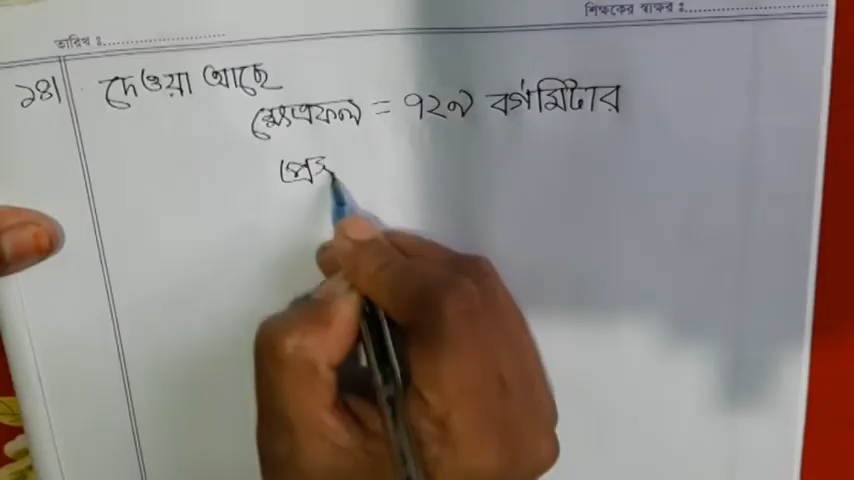 শিক্ষকের স্বাক্ষর ঃ
তারিখ ঃ
১৪। দেওয়া আছে
ক্ষেত্রফল = ৭২৯ বর্গমিটার